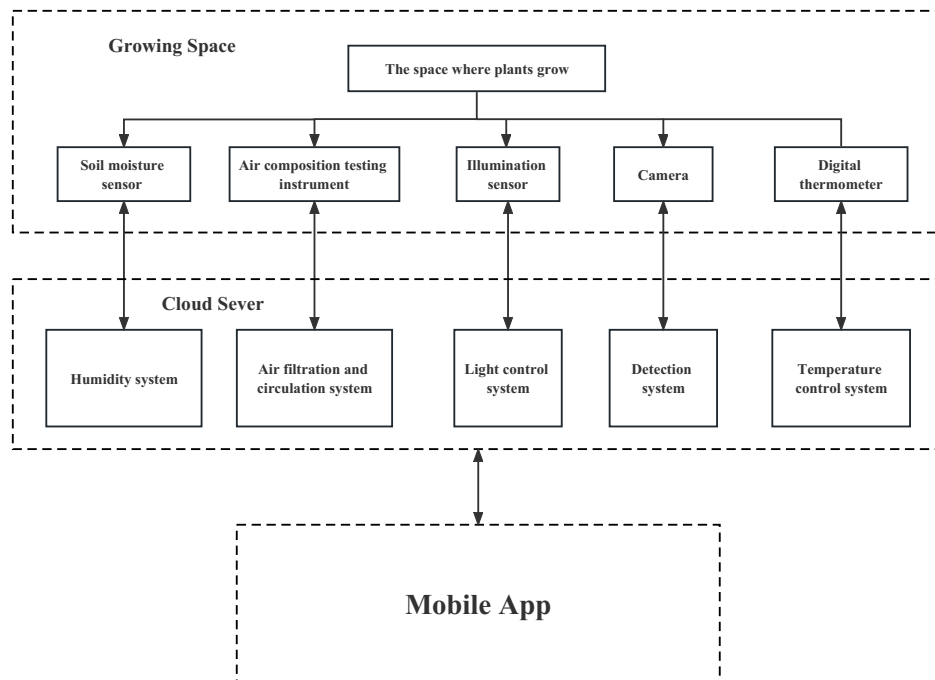 Growing Space
The space where plants grow
Soil moisture
sensor
Air composition testing
instrument
Illumination
sensor
Camera
Digital
thermometer
Cloud Sever
Humidity system
Air filtration and
circulation system
Light control
system
Detection
system
Temperature
control system
Mobile App